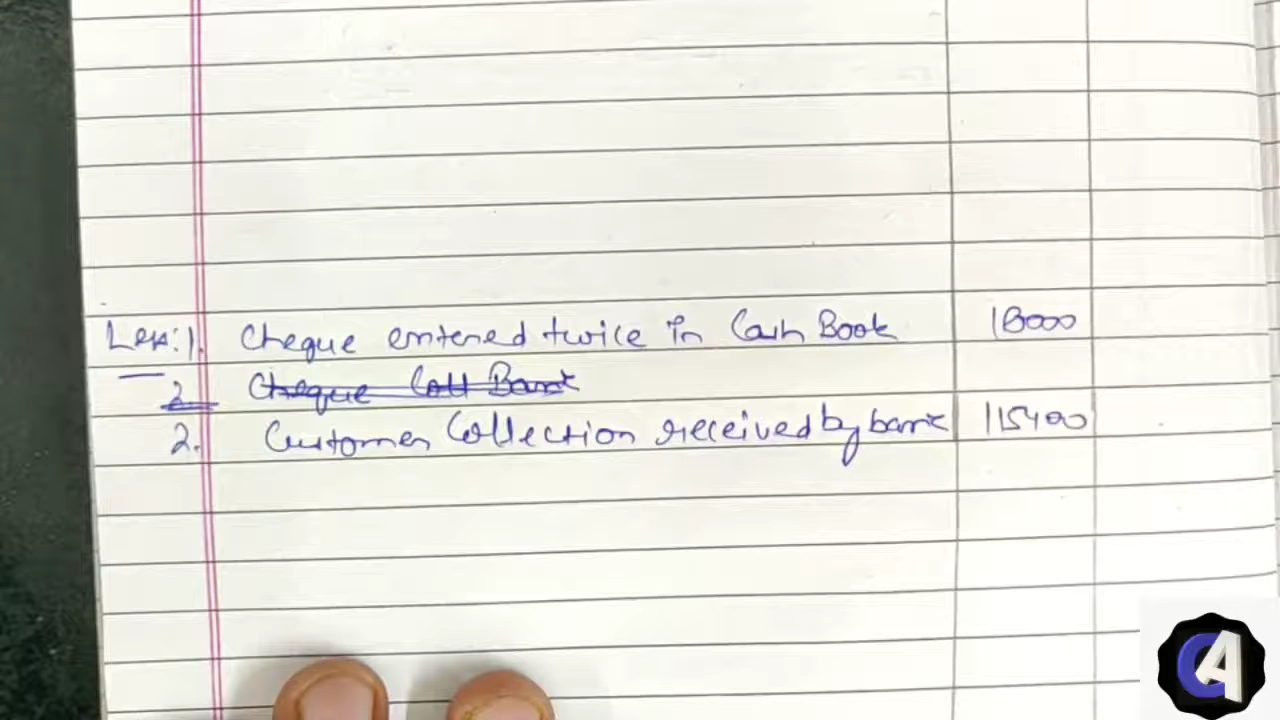 Less: 1. Cheque entered twice in Cash Book 18000
2. Cheque Coll Bank
2. Customer Collection received by bank 115400
CA